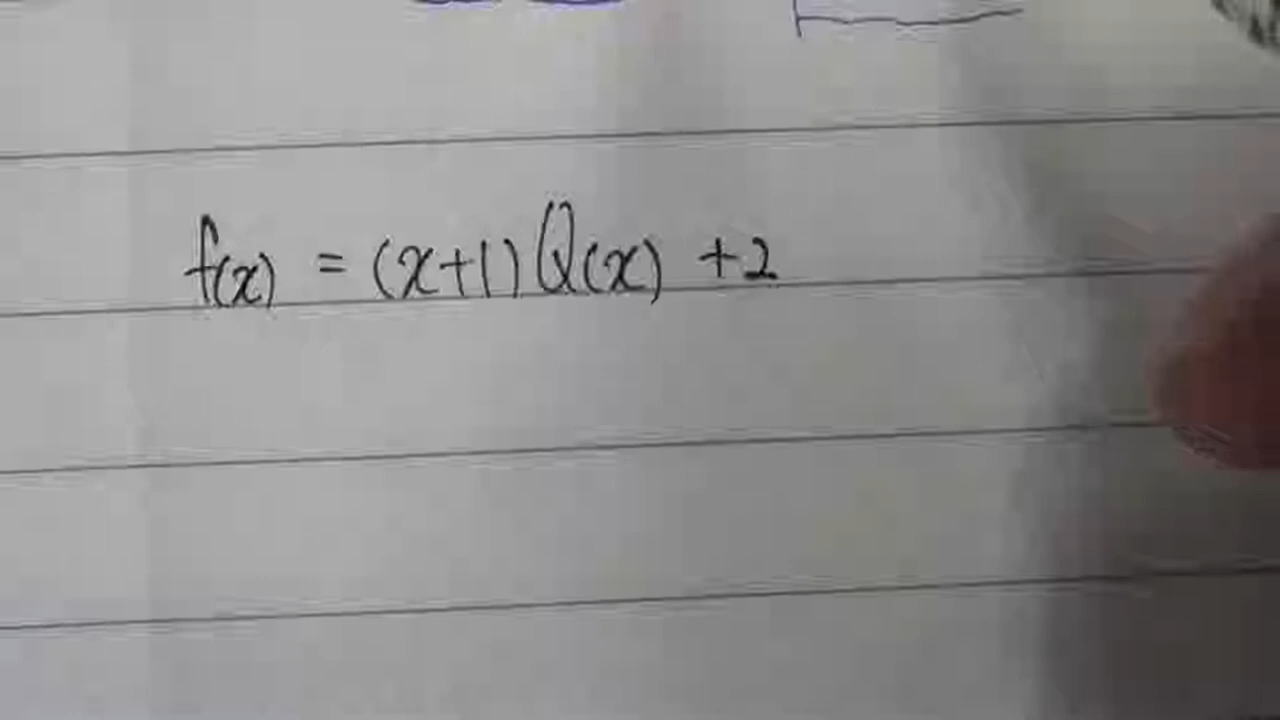 f(x) = (x+1) Q(x) +2